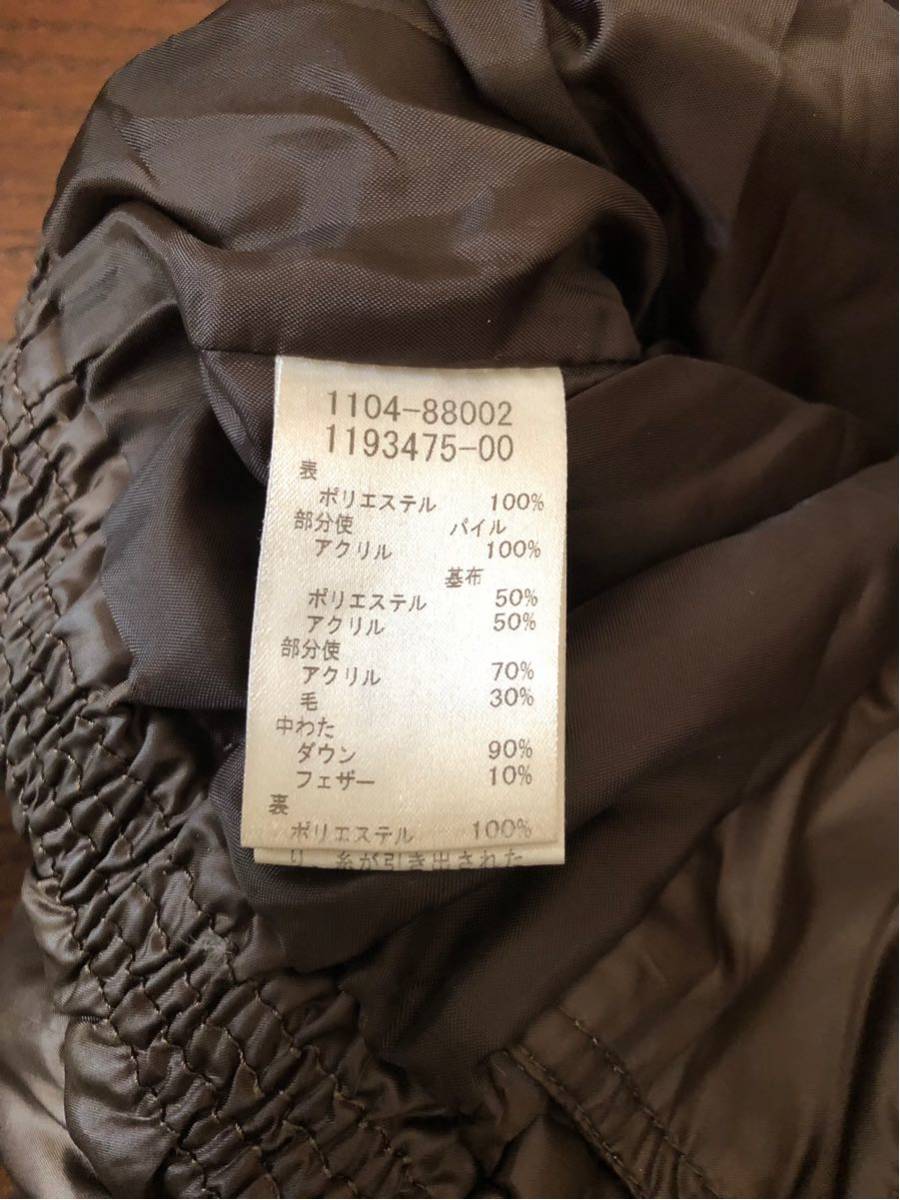 1104-88002
1193475-00
表
ポリエステル 100%
部分使 パイル
アクリル 100%
基布
ポリエステル 50%
アクリル 50%
部分使
アクリル 70%
毛 30%
中わた
ダウン 90%
フェザー 10%
裏
ポリエステル 100%
り 糸が引き出された